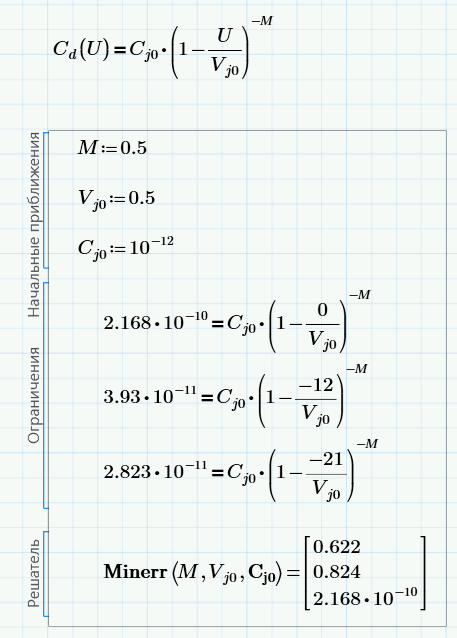 C_d(U) = C_j0 · (1 − U/V_j0)^−M
Начальные приближения
M := 0.5
V_j0 := 0.5
C_j0 := 10^−12
Ограничения
2.168 · 10^−10 = C_j0 · (1 − 0/V_j0)^−M
3.93 · 10^−11 = C_j0 · (1 − −12/V_j0)^−M
2.823 · 10^−11 = C_j0 · (1 − −21/V_j0)^−M
Решатель
Minerr (M, V_j0, C_j0) = [0.622
0.824
2.168 · 10^−10]